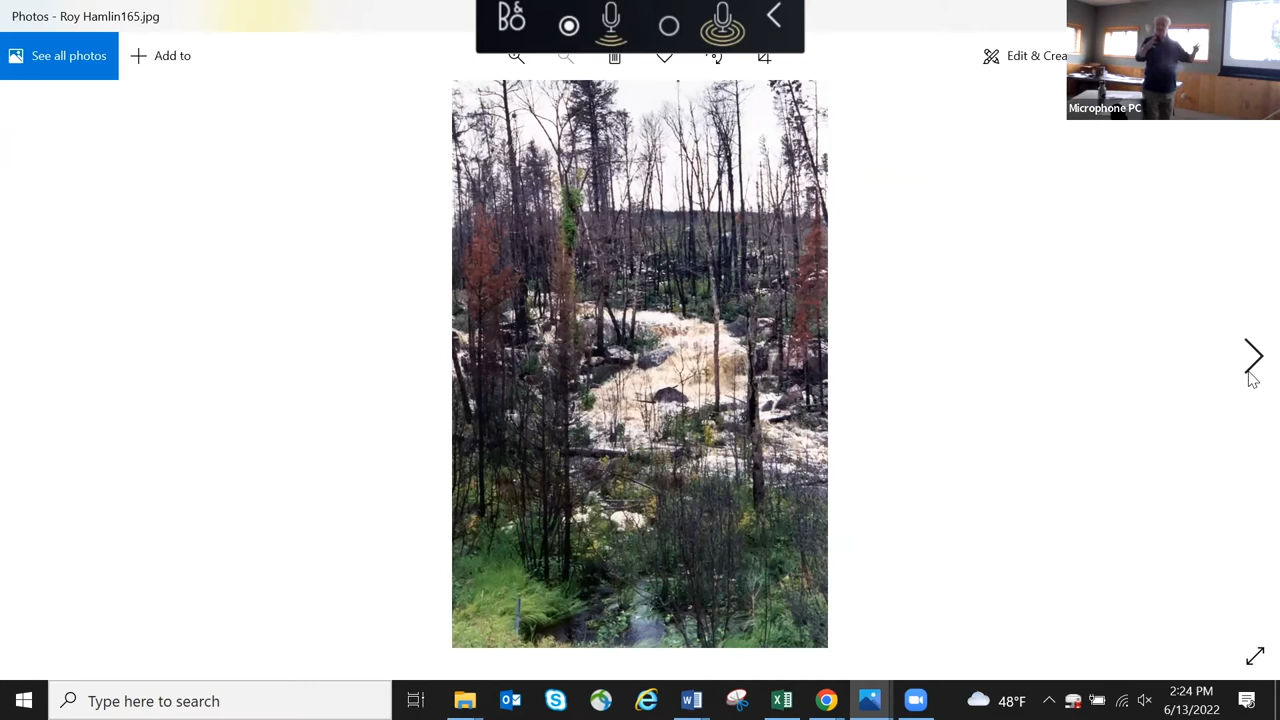 Photos - Roy Hamlin165.jpg
See all photos
Add to
Edit & Crea
B&O
Microphone PC
Type here to search
48°F
2:24 PM
6/13/2022